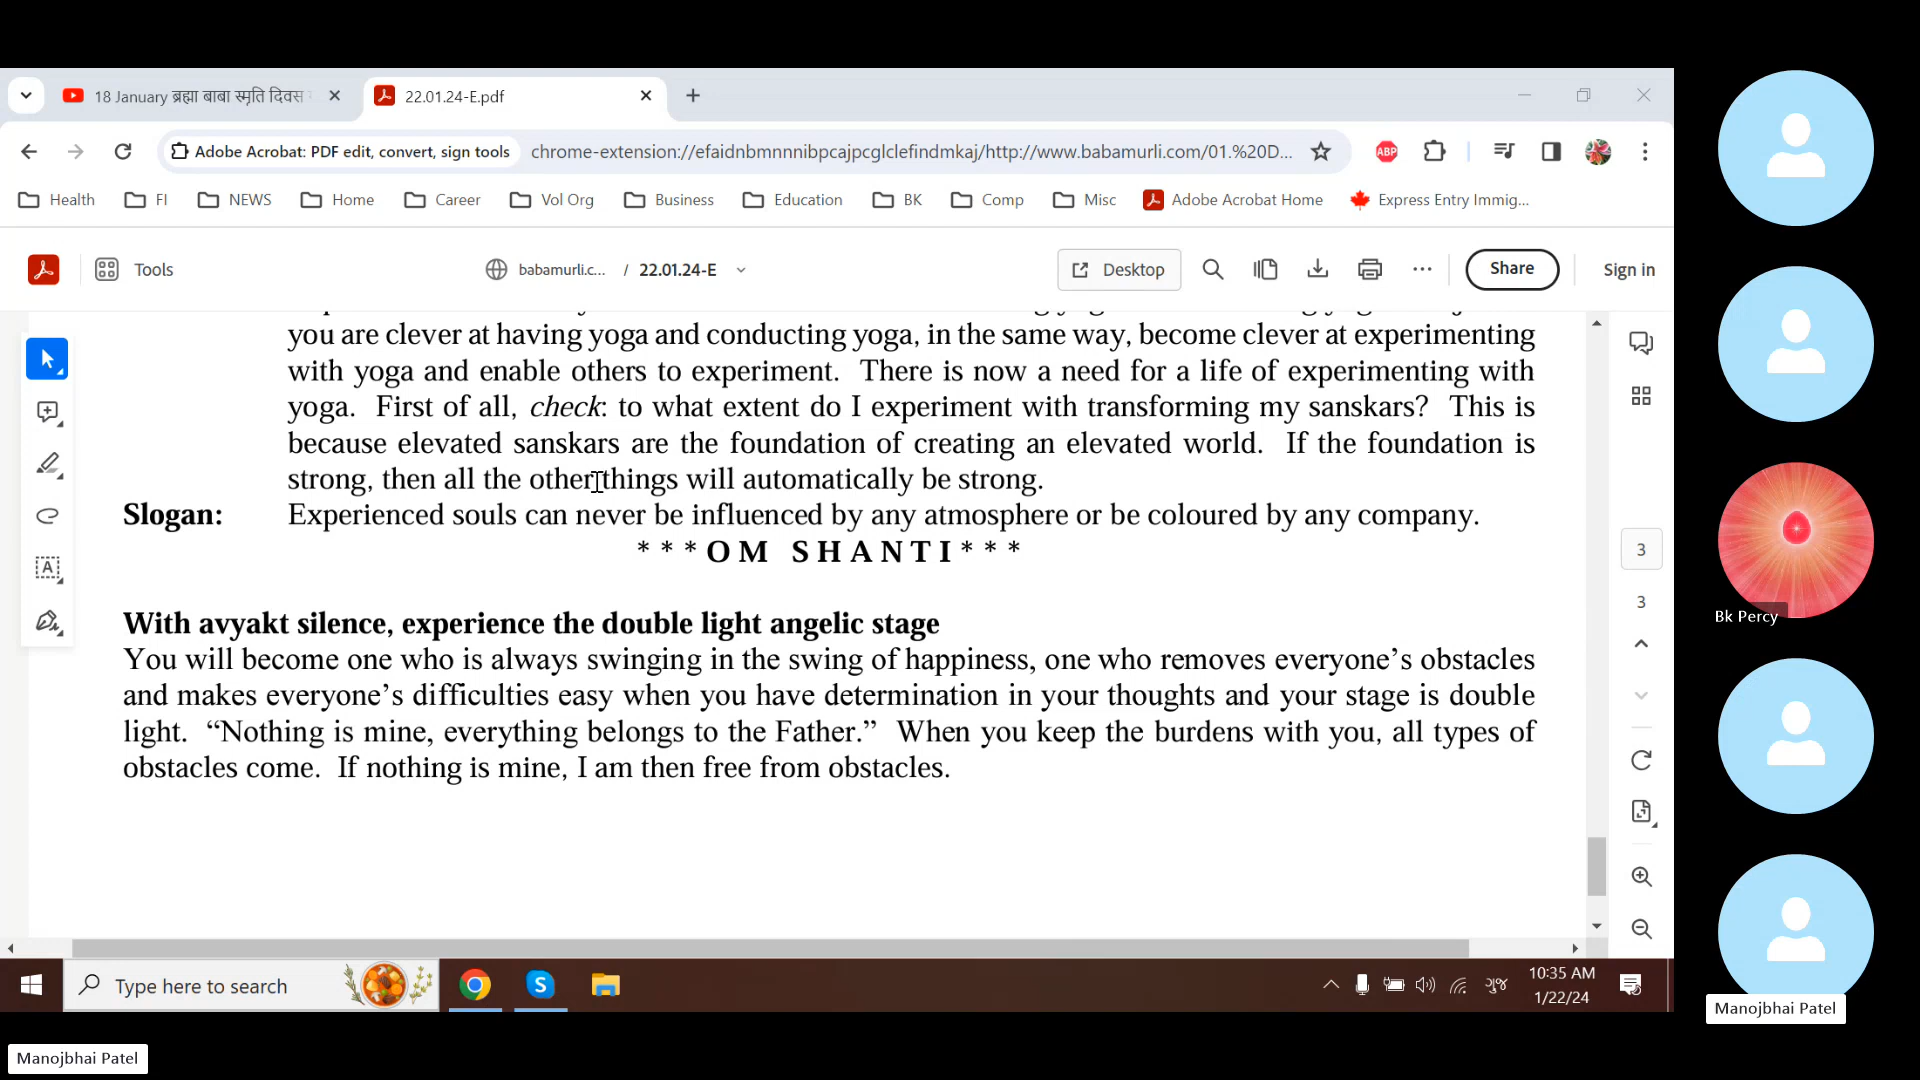 18 January ब्रह्मा बाबा स्मृति दिवस
22.01.24-E.pdf
Adobe Acrobat: PDF edit, convert, sign tools
chrome-extension://efaidnbmnnnibpcajpcglclefindmkaj/http://www.babamurli.com/01.%20D...
ABP
Health
FI
NEWS
Home
Career
Vol Org
Business
Education
BK
Comp
Misc
Adobe Acrobat Home
Express Entry Immig...
Tools
babamurli.c... / 22.01.24-E
Desktop
Share
Sign in
you are clever at having yoga and conducting yoga, in the same way, become clever at experimenting
with yoga and enable others to experiment. There is now a need for a life of experimenting with
yoga. First of all, check: to what extent do I experiment with transforming my sanskars? This is
because elevated sanskars are the foundation of creating an elevated world. If the foundation is
strong, then all the other things will automatically be strong.
Slogan: Experienced souls can never be influenced by any atmosphere or be coloured by any company.
* * * O M S H A N T I * * *
With avyakt silence, experience the double light angelic stage
You will become one who is always swinging in the swing of happiness, one who removes everyone’s obstacles
and makes everyone’s difficulties easy when you have determination in your thoughts and your stage is double
light. “Nothing is mine, everything belongs to the Father.” When you keep the burdens with you, all types of
obstacles come. If nothing is mine, I am then free from obstacles.
3
3
Bk Percy
Manojbhai Patel
Type here to search
S
ગુજ
10:35 AM
1/22/24
Manojbhai Patel